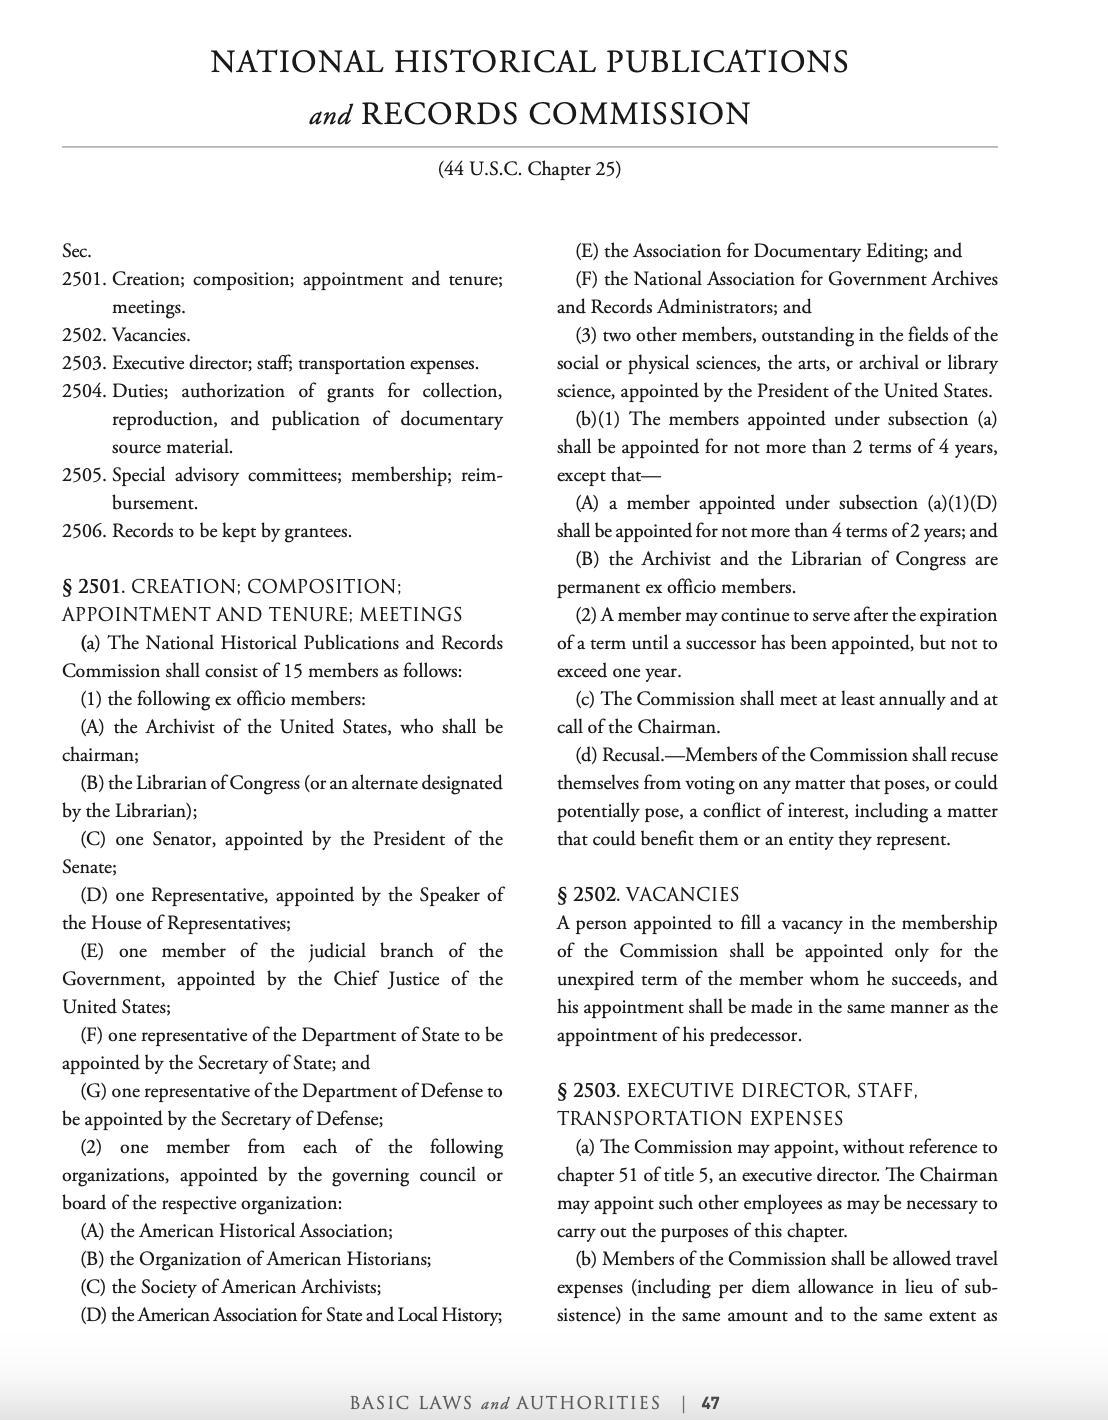 NATIONAL HISTORICAL PUBLICATIONS
and RECORDS COMMISSION
(44 U.S.C. Chapter 25)
Sec.
2501. Creation; composition; appointment and tenure;
meetings.
2502. Vacancies.
2503. Executive director; staff; transportation expenses.
2504. Duties; authorization of grants for collection,
reproduction, and publication of documentary
source material.
2505. Special advisory committees; membership; reim-
bursement.
2506. Records to be kept by grantees.
§ 2501. CREATION; COMPOSITION;
APPOINTMENT AND TENURE; MEETINGS
(a) The National Historical Publications and Records
Commission shall consist of 15 members as follows:
(1) the following ex officio members:
(A) the Archivist of the United States, who shall be
chairman;
(B) the Librarian of Congress (or an alternate designated
by the Librarian);
(C) one Senator, appointed by the President of the
Senate;
(D) one Representative, appointed by the Speaker of
the House of Representatives;
(E) one member of the judicial branch of the
Government, appointed by the Chief Justice of the
United States;
(F) one representative of the Department of State to be
appointed by the Secretary of State; and
(G) one representative of the Department of Defense to
be appointed by the Secretary of Defense;
(2) one member from each of the following
organizations, appointed by the governing council or
board of the respective organization:
(A) the American Historical Association;
(B) the Organization of American Historians;
(C) the Society of American Archivists;
(D) the American Association for State and Local History;
(E) the Association for Documentary Editing; and
(F) the National Association for Government Archives
and Records Administrators; and
(3) two other members, outstanding in the fields of the
social or physical sciences, the arts, or archival or library
science, appointed by the President of the United States.
(b)(1) The members appointed under subsection (a)
shall be appointed for not more than 2 terms of 4 years,
except that—
(A) a member appointed under subsection (a)(1)(D)
shall be appointed for not more than 4 terms of 2 years; and
(B) the Archivist and the Librarian of Congress are
permanent ex officio members.
(2) A member may continue to serve after the expiration
of a term until a successor has been appointed, but not to
exceed one year.
(c) The Commission shall meet at least annually and at
call of the Chairman.
(d) Recusal.—Members of the Commission shall recuse
themselves from voting on any matter that poses, or could
potentially pose, a conflict of interest, including a matter
that could benefit them or an entity they represent.
§ 2502. VACANCIES
A person appointed to fill a vacancy in the membership
of the Commission shall be appointed only for the
unexpired term of the member whom he succeeds, and
his appointment shall be made in the same manner as the
appointment of his predecessor.
§ 2503. EXECUTIVE DIRECTOR, STAFF,
TRANSPORTATION EXPENSES
(a) The Commission may appoint, without reference to
chapter 51 of title 5, an executive director. The Chairman
may appoint such other employees as may be necessary to
carry out the purposes of this chapter.
(b) Members of the Commission shall be allowed travel
expenses (including per diem allowance in lieu of sub-
sistence) in the same amount and to the same extent as
BASIC LAWS and AUTHORITIES | 47